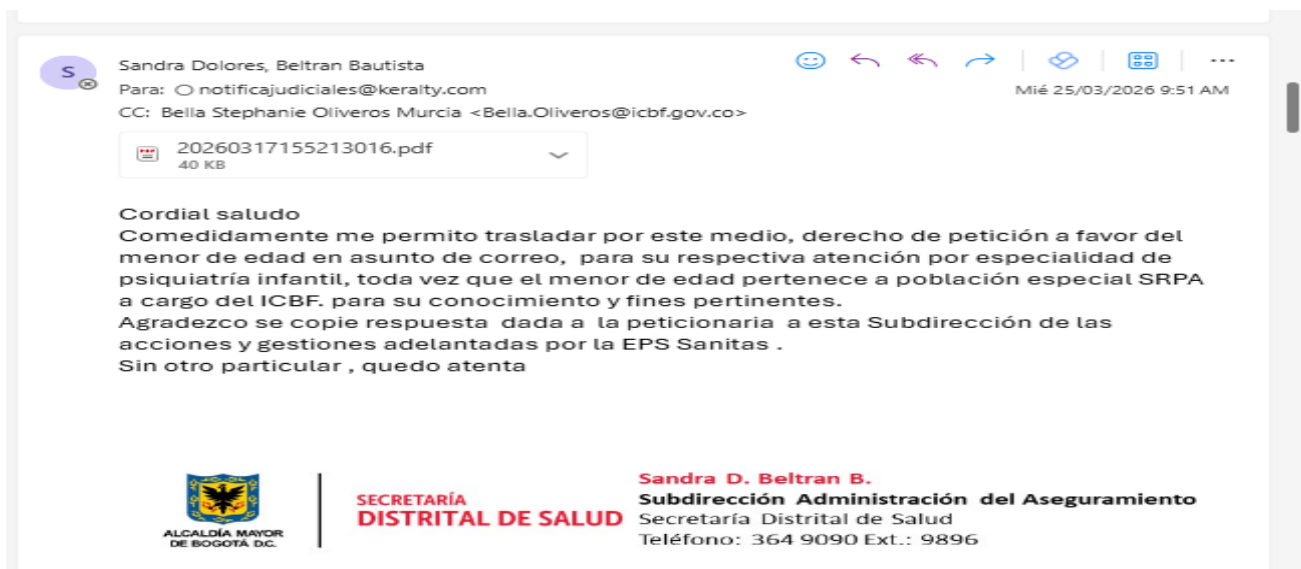 S
Sandra Dolores, Beltran Bautista
Para: notificajudiciales@keralty.com
Mié 25/03/2026 9:51 AM
CC: Bella Stephanie Oliveros Murcia <Bella.Oliveros@icbf.gov.co>
20260317155213016.pdf
40 KB
Cordial saludo
Comedidamente me permito trasladar por este medio, derecho de petición a favor del
menor de edad en asunto de correo, para su respectiva atención por especialidad de
psiquiatría infantil, toda vez que el menor de edad pertenece a población especial SRPA
a cargo del ICBF. para su conocimiento y fines pertinentes.
Agradezco se copie respuesta dada a la peticionaria a esta Subdirección de las
acciones y gestiones adelantadas por la EPS Sanitas .
Sin otro particular , quedo atenta
ALCALDÍA MAYOR
DE BOGOTÁ D.C.
SECRETARÍA
DISTRITAL DE SALUD
Sandra D. Beltran B.
Subdirección Administración del Aseguramiento
Secretaría Distrital de Salud
Teléfono: 364 9090 Ext.: 9896